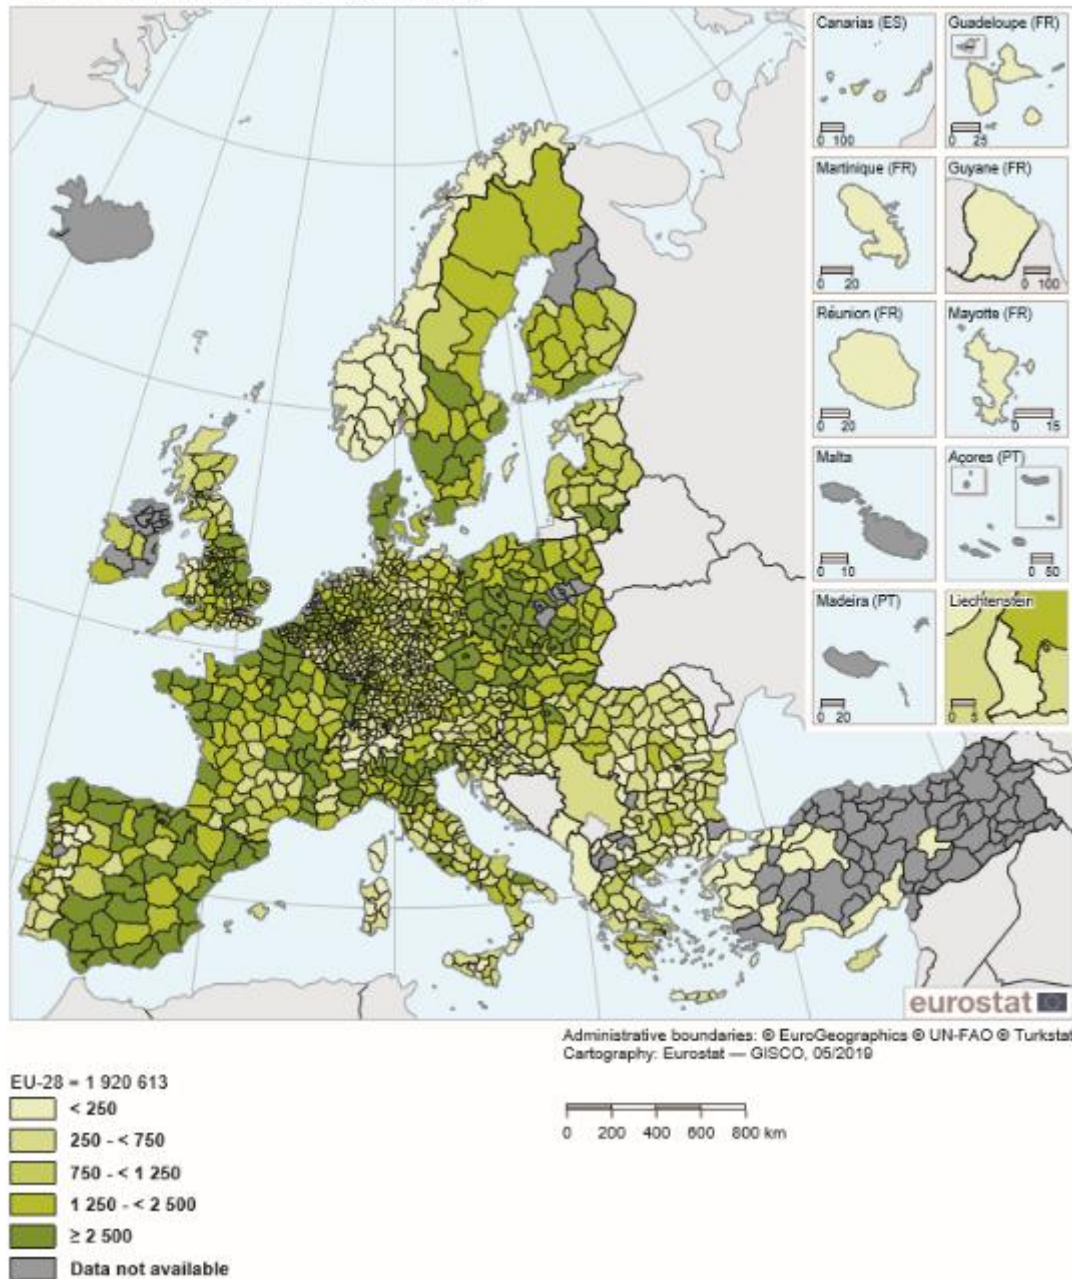 Canarias (ES)
0 100
Guadeloupe (FR)
0 25
Martinique (FR)
0 20
Guyane (FR)
0 100
Réunion (FR)
0 20
Mayotte (FR)
0 15
Malta
0 10
Açores (PT)
0 50
Madeira (PT)
0 20
Liechtenstein
0 5
eurostat
Administrative boundaries: © EuroGeographics © UN-FAO © Turkstat
Cartography: Eurostat — GISCO, 05/2019
EU-28 = 1 920 613
< 250
250 - < 750
750 - < 1 250
1 250 - < 2 500
≥ 2 500
Data not available
0 200 400 600 800 km